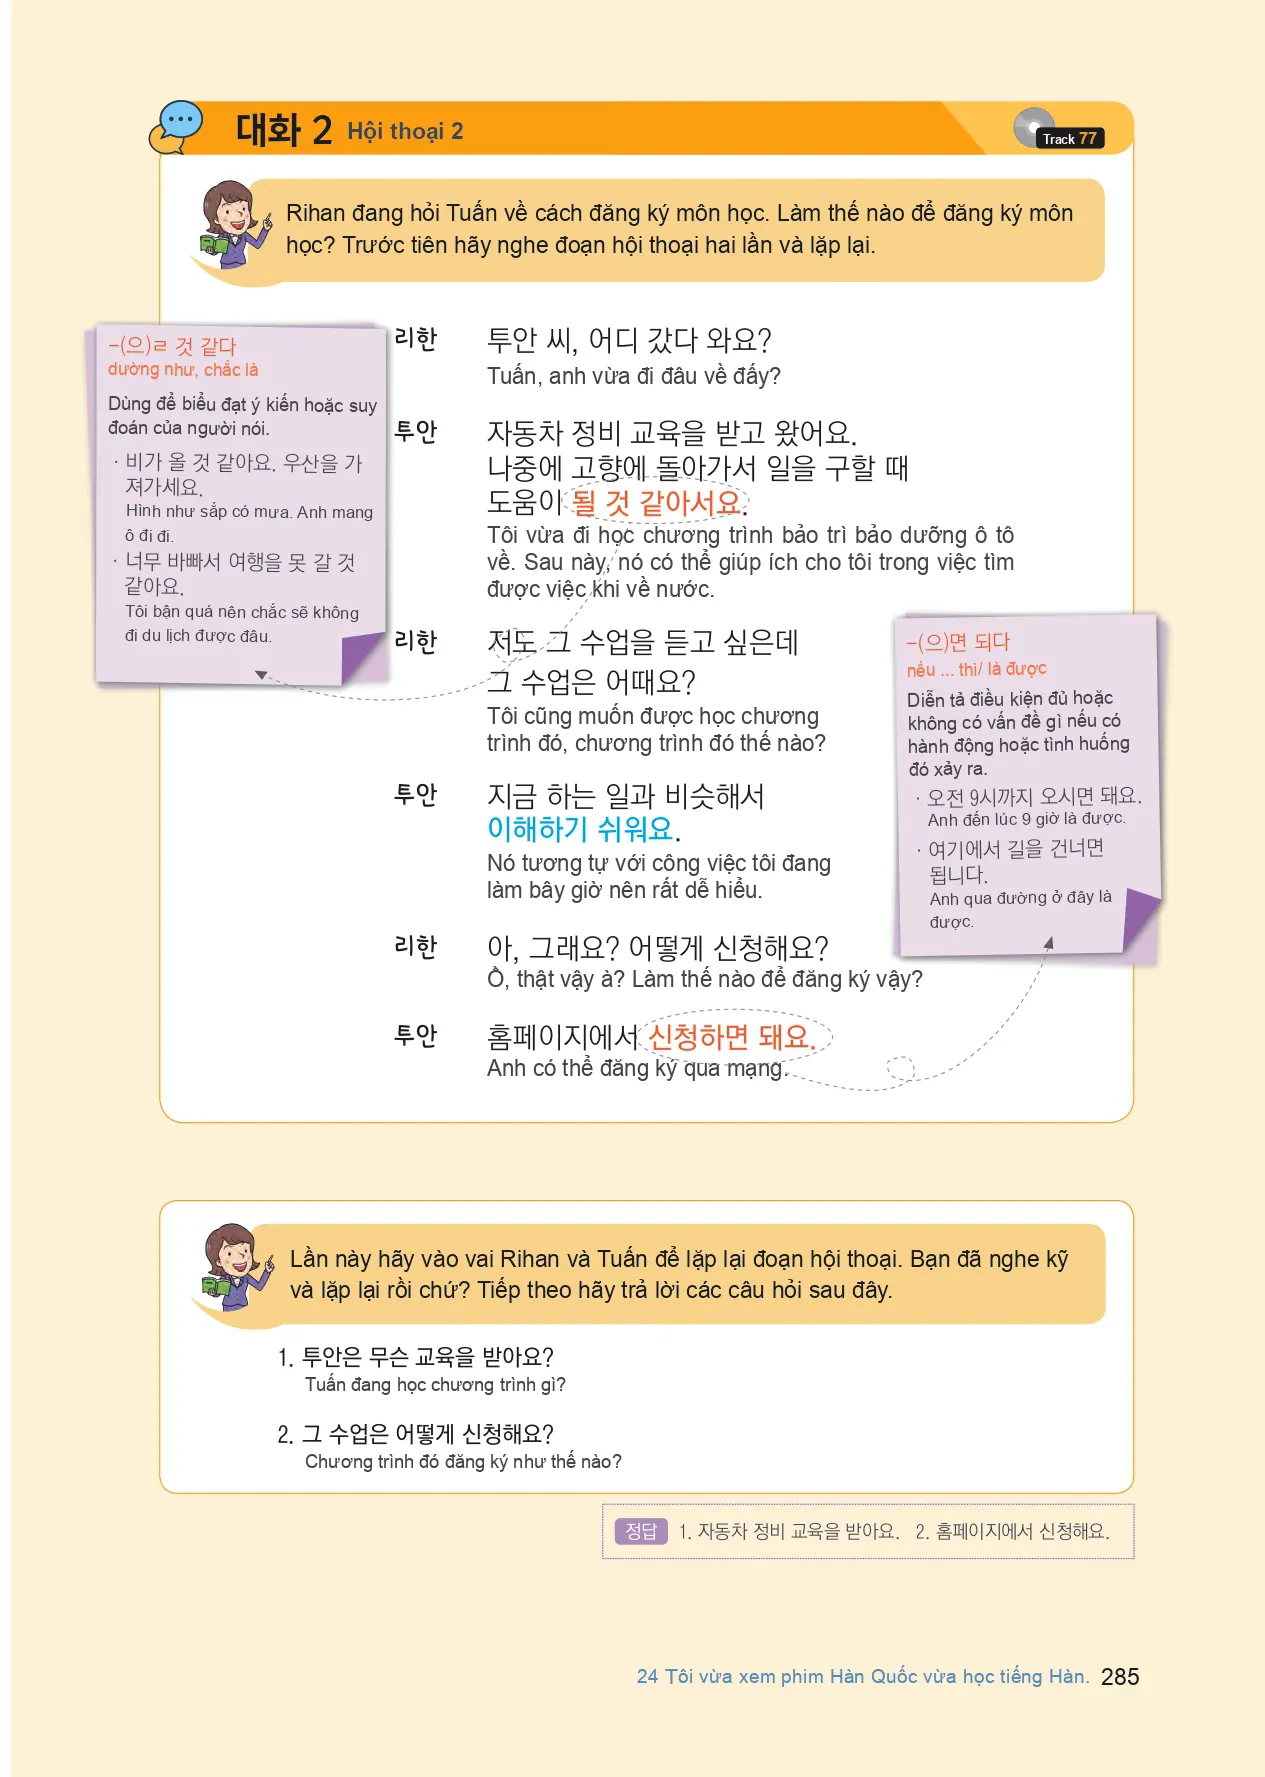 대화 2 Hội thoại 2
Track 77
Rihan đang hỏi Tuấn về cách đăng ký môn học. Làm thế nào để đăng ký môn
học? Trước tiên hãy nghe đoạn hội thoại hai lần và lặp lại.
-(으)ㄹ 것 같다
dường như, chắc là
Dùng để biểu đạt ý kiến hoặc suy
đoán của người nói.
· 비가 올 것 같아요. 우산을 가
져가세요.
Hình như sắp có mưa. Anh mang
ô đi đi.
· 너무 바빠서 여행을 못 갈 것
같아요.
Tôi bận quá nên chắc sẽ không
đi du lịch được đâu.
리한 투안 씨, 어디 갔다 와요?
Tuấn, anh vừa đi đâu về đấy?
투안 자동차 정비 교육을 받고 왔어요.
나중에 고향에 돌아가서 일을 구할 때
도움이 될 것 같아서요.
Tôi vừa đi học chương trình bảo trì bảo dưỡng ô tô
về. Sau này, nó có thể giúp ích cho tôi trong việc tìm
được việc khi về nước.
리한 저도 그 수업을 듣고 싶은데
그 수업은 어때요?
Tôi cũng muốn được học chương
trình đó, chương trình đó thế nào?
투안 지금 하는 일과 비슷해서
이해하기 쉬워요.
Nó tương tự với công việc tôi đang
làm bây giờ nên rất dễ hiểu.
리한 아, 그래요? 어떻게 신청해요?
Ồ, thật vậy à? Làm thế nào để đăng ký vậy?
투안 홈페이지에서 신청하면 돼요.
Anh có thể đăng ký qua mạng.
-(으)면 되다
nếu ... thì/ là được
Diễn tả điều kiện đủ hoặc
không có vấn đề gì nếu có
hành động hoặc tình huống
đó xảy ra.
· 오전 9시까지 오시면 돼요.
Anh đến lúc 9 giờ là được.
· 여기에서 길을 건너면
됩니다.
Anh qua đường ở đây là
được.
Lần này hãy vào vai Rihan và Tuấn để lặp lại đoạn hội thoại. Bạn đã nghe kỹ
và lặp lại rồi chứ? Tiếp theo hãy trả lời các câu hỏi sau đây.
1. 투안은 무슨 교육을 받아요?
Tuấn đang học chương trình gì?
2. 그 수업은 어떻게 신청해요?
Chương trình đó đăng ký như thế nào?
정답 1. 자동차 정비 교육을 받아요. 2. 홈페이지에서 신청해요.
24 Tôi vừa xem phim Hàn Quốc vừa học tiếng Hàn. 285